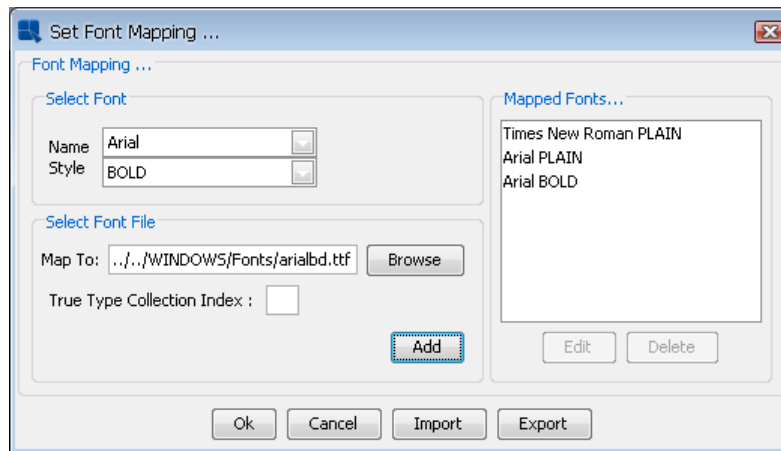 Set Font Mapping ...
Font Mapping ...
Select Font
Name Arial
Style BOLD
Select Font File
Map To: ../../WINDOWS/Fonts/arialbd.ttf Browse
True Type Collection Index :
Add
Mapped Fonts...
Times New Roman PLAIN
Arial PLAIN
Arial BOLD
Edit Delete
Ok Cancel Import Export